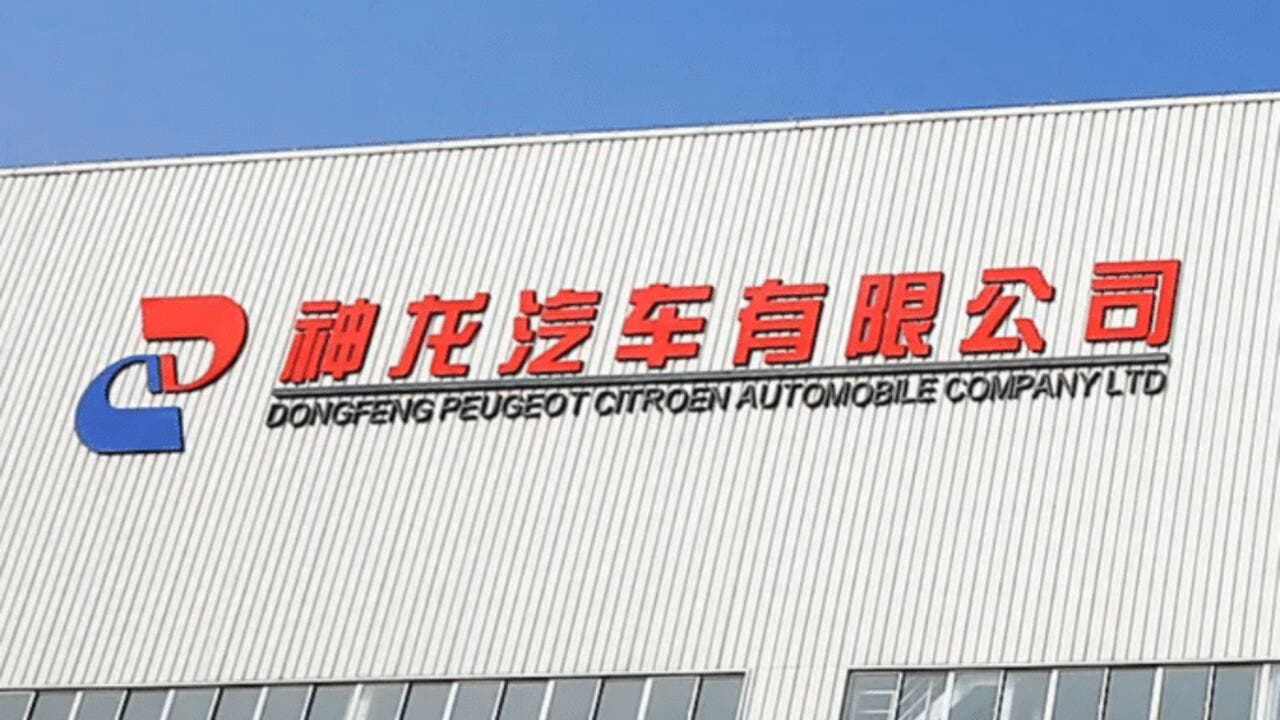 神龙汽车有限公司
DONGFENG PEUGEOT CITROEN AUTOMOBILE COMPANY LTD